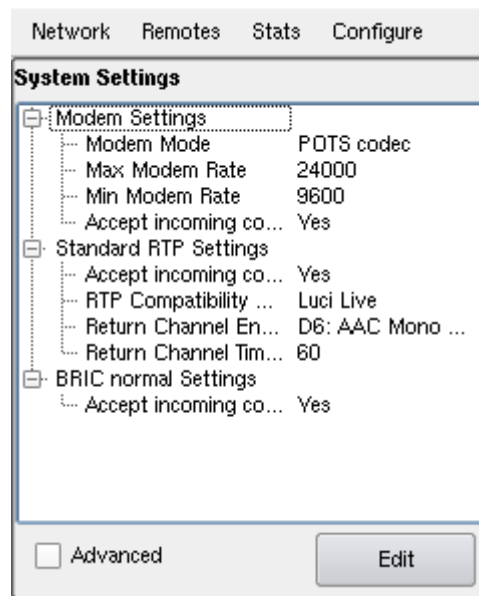 Network Remotes Stats Configure
System Settings
Modem Settings
Modem Mode POTS codec
Max Modem Rate 24000
Min Modem Rate 9600
Accept incoming co... Yes
Standard RTP Settings
Accept incoming co... Yes
RTP Compatibility ... Luci Live
Return Channel En... D6: AAC Mono ...
Return Channel Tim... 60
BRIC normal Settings
Accept incoming co... Yes
Advanced Edit